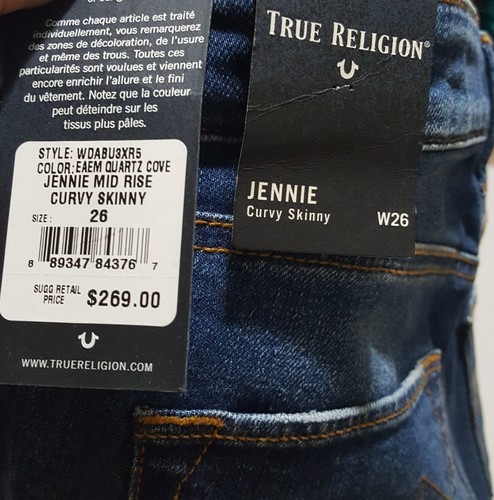 Comme chaque article est traité
individuellement, vous remarquerez
des zones de décoloration, de l'usure
et même des trous. Toutes ces
particularités sont voulues et viennent
encore enrichir l'allure et le fini
du vêtement. Notez que la couleur
peut déteindre sur les
tissus plus pâles.
STYLE: WDABU3XR5
COLOR: EAEM QUARTZ COVE
JENNIE MID RISE
CURVY SKINNY
SIZE: 26
8 89347 84376 7
SUGG RETAIL
PRICE $269.00
WWW.TRUERELIGION.COM
TRUE RELIGION®
JENNIE
Curvy Skinny W26